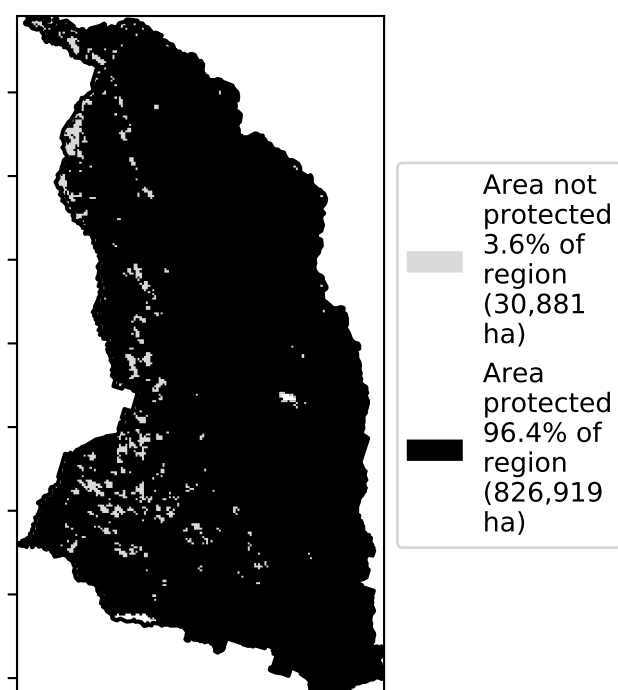 Area not
protected
3.6% of
region
(30,881
ha)
Area
protected
96.4% of
region
(826,919
ha)